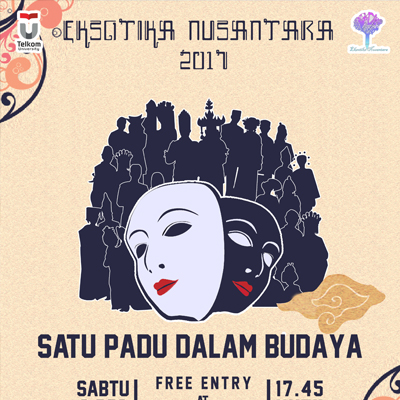 Telkom
University
EKSOTIKA NUSANTARA
2017
SATU PADU DALAM BUDAYA
SABTU
FREE ENTRY
AT
17.45